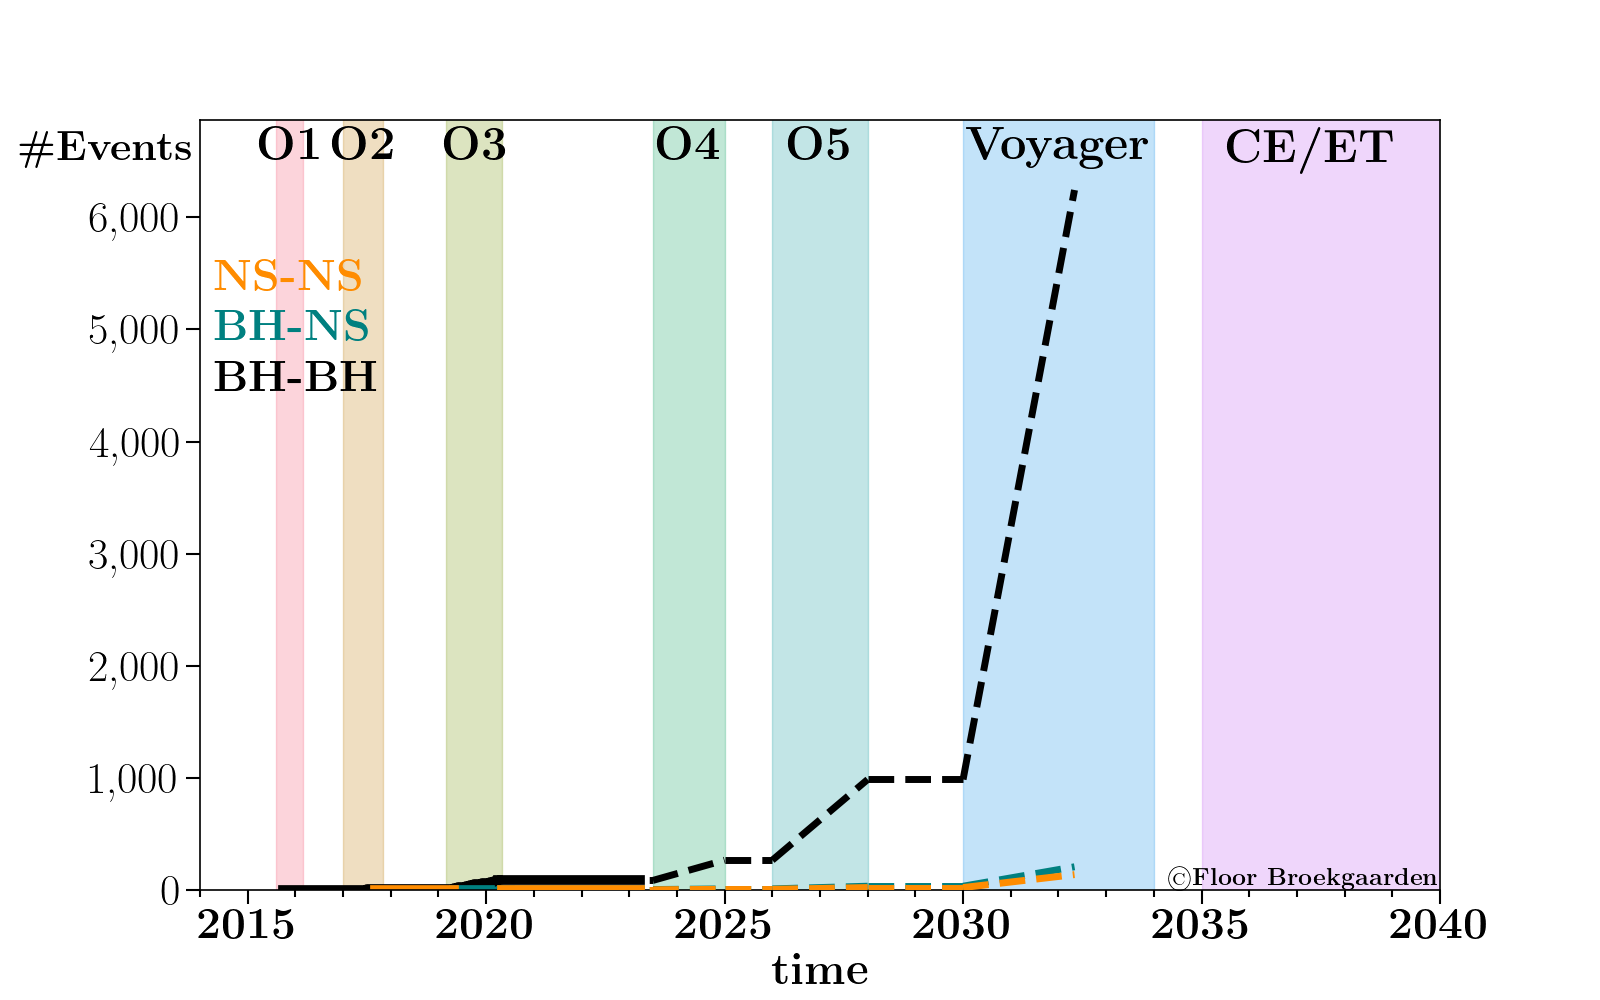 #Events O1 O2 O3 O4 O5 Voyager CE/ET
6,000
NS-NS
5,000
BH-NS
BH-BH
4,000
3,000
2,000
1,000
0
©Floor Broekgaarden
2015 2020 2025 2030 2035 2040
time